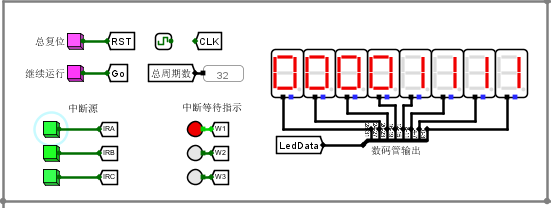 总复位 RST CLK
继续运行 Go 总周期数 32
00001111
中断源 中断等待指示
IRA W1
IRB W2
IRC W3
LedData 数码管输出